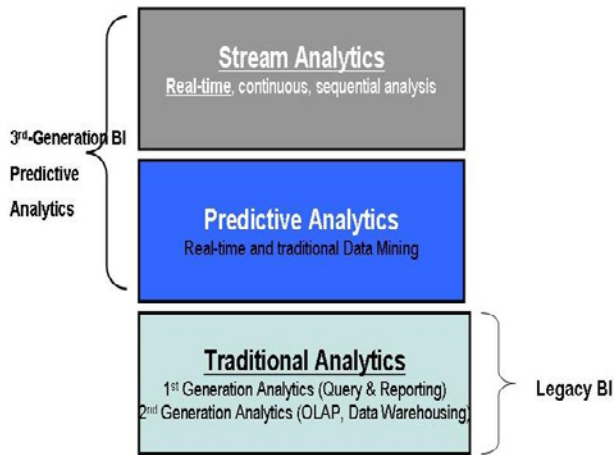 Stream Analytics
Real-time, continuous, sequential analysis
3rd-Generation BI
Predictive
Analytics
Predictive Analytics
Real-time and traditional Data Mining
Traditional Analytics
1st Generation Analytics (Query & Reporting)
2nd Generation Analytics (OLAP, Data Warehousing)
Legacy BI